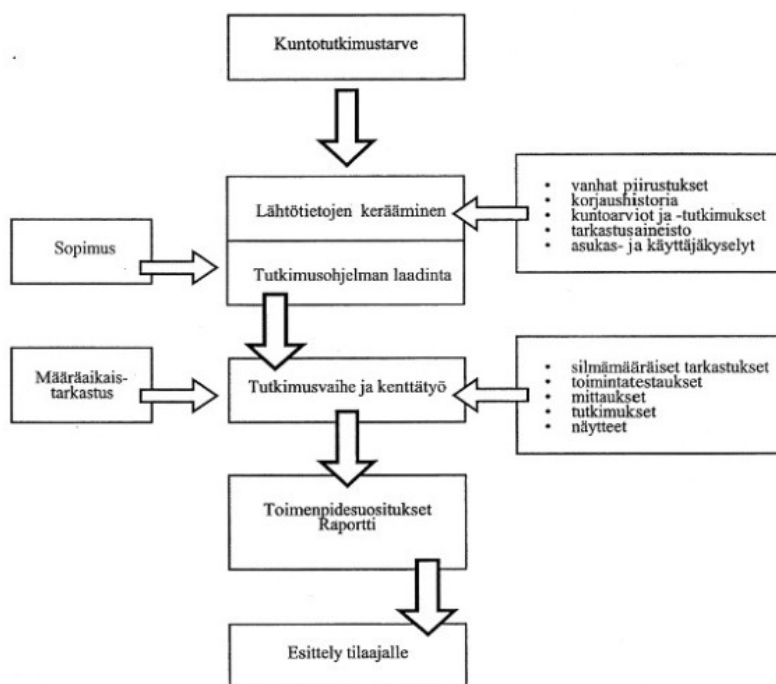 Kuntotutkimustarve
Lähtötietojen kerääminen
• vanhat piirustukset
• korjaushistoria
• kuntoarviot ja -tutkimukset
• tarkastusaineisto
• asukas- ja käyttäjäkyselyt
Sopimus
Tutkimusohjelman laadinta
Määräaikais-
tarkastus
Tutkimusvaihe ja kenttätyö
• silmämääräiset tarkastukset
• toimintatestaukset
• mittaukset
• tutkimukset
• näytteet
Toimenpidesuositukset
Raportti
Esittely tilaajalle